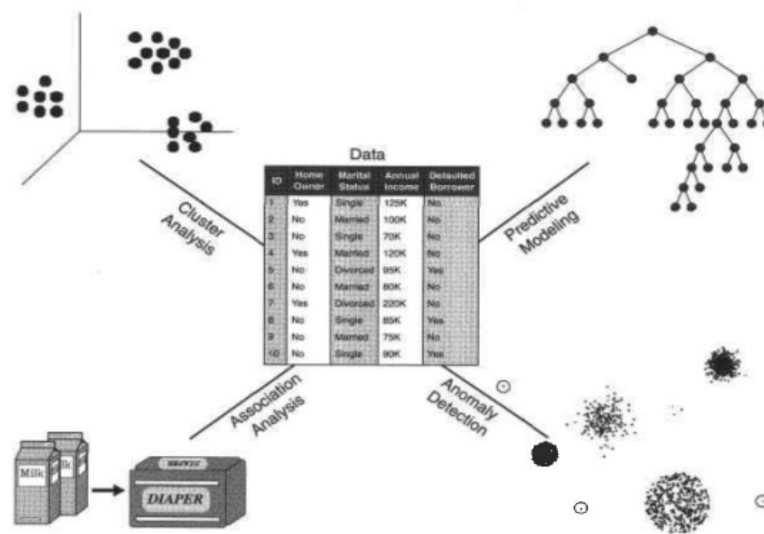 Data
ID Home Owner Marital Status Annual Income Defaulted Borrower
1 Yes Single 125K No
2 No Married 100K No
3 No Single 70K No
4 Yes Married 120K No
5 No Divorced 95K Yes
6 No Married 60K No
7 Yes Divorced 220K No
8 No Single 85K Yes
9 No Married 75K No
10 No Single 90K Yes
Cluster
Analysis
Predictive
Modeling
Association
Analysis
Anomaly
Detection
Milk
lk
DIAPER
DIAPER